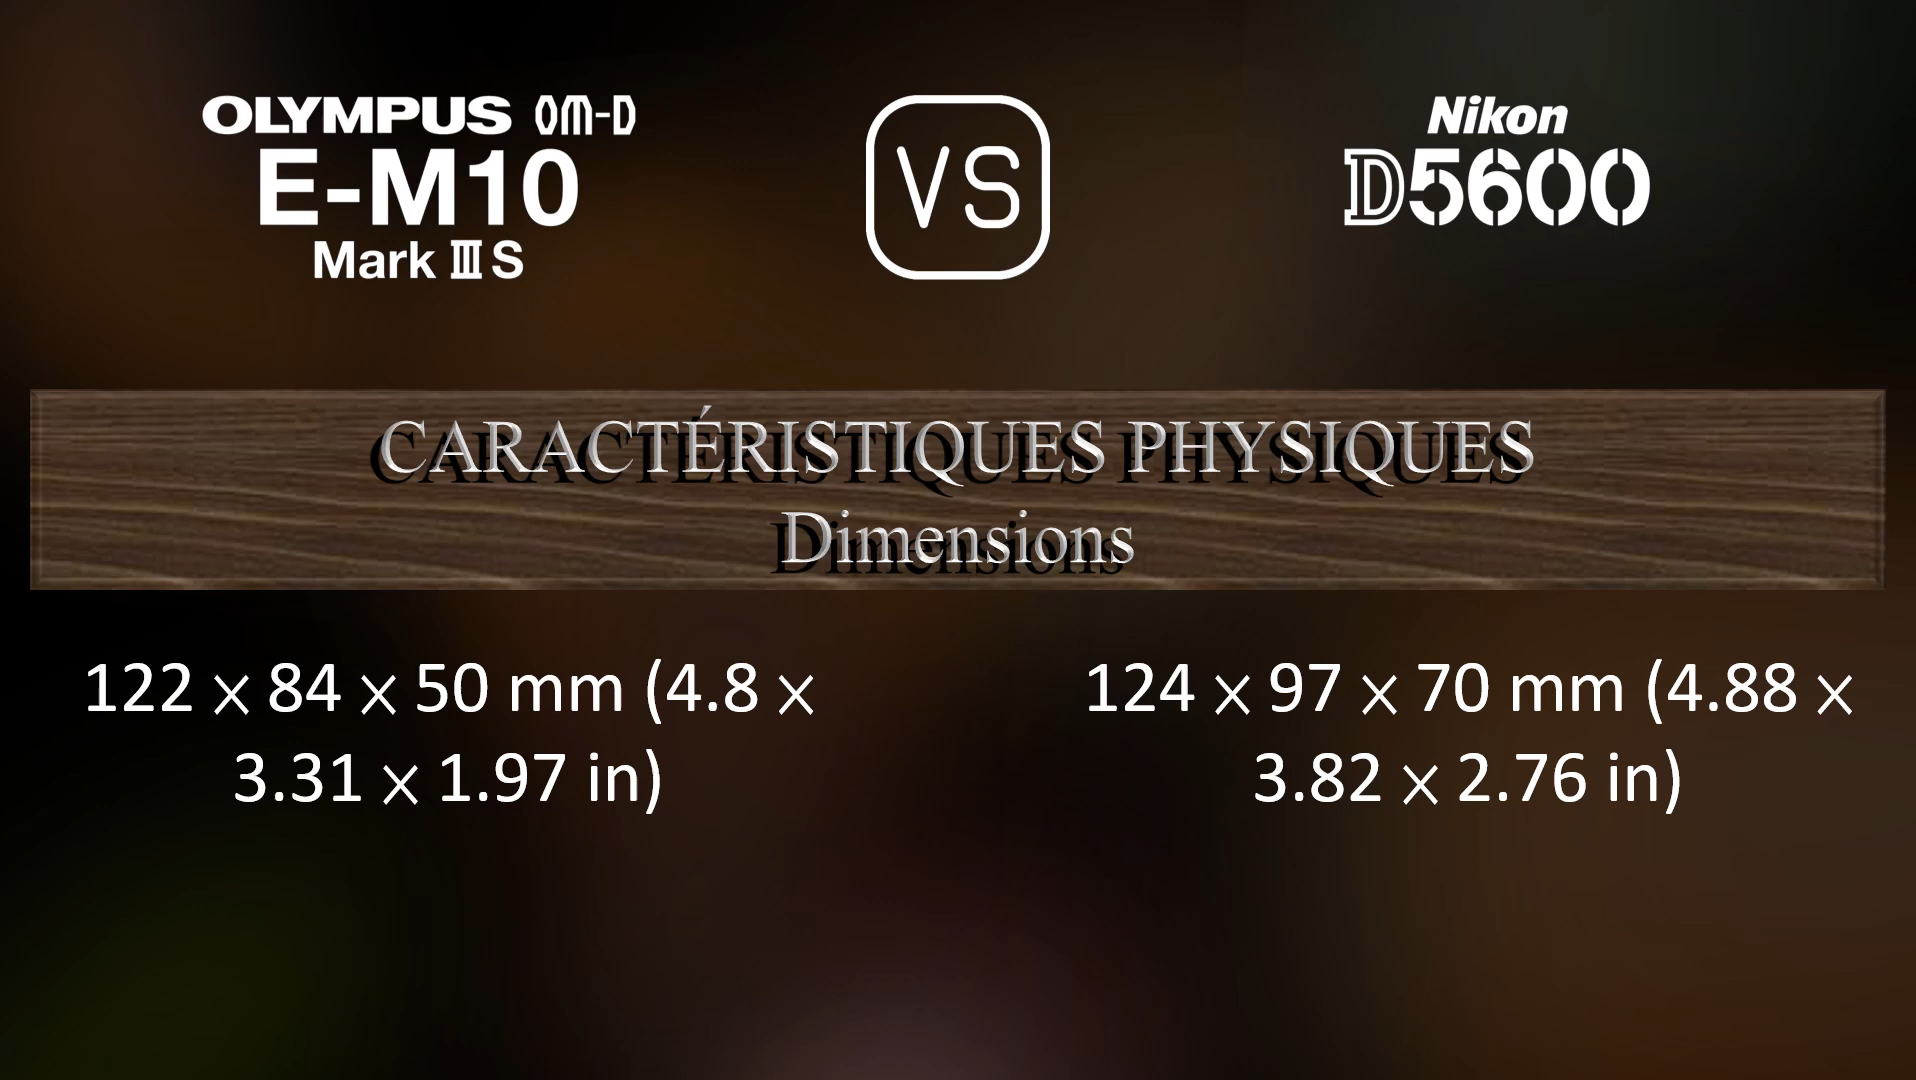 OLYMPUS OM-D
E-M10
Mark III S
VS
Nikon
D5600
CARACTÉRISTIQUES PHYSIQUES
Dimensions
122 x 84 x 50 mm (4.8 x
3.31 x 1.97 in)
124 x 97 x 70 mm (4.88 x
3.82 x 2.76 in)